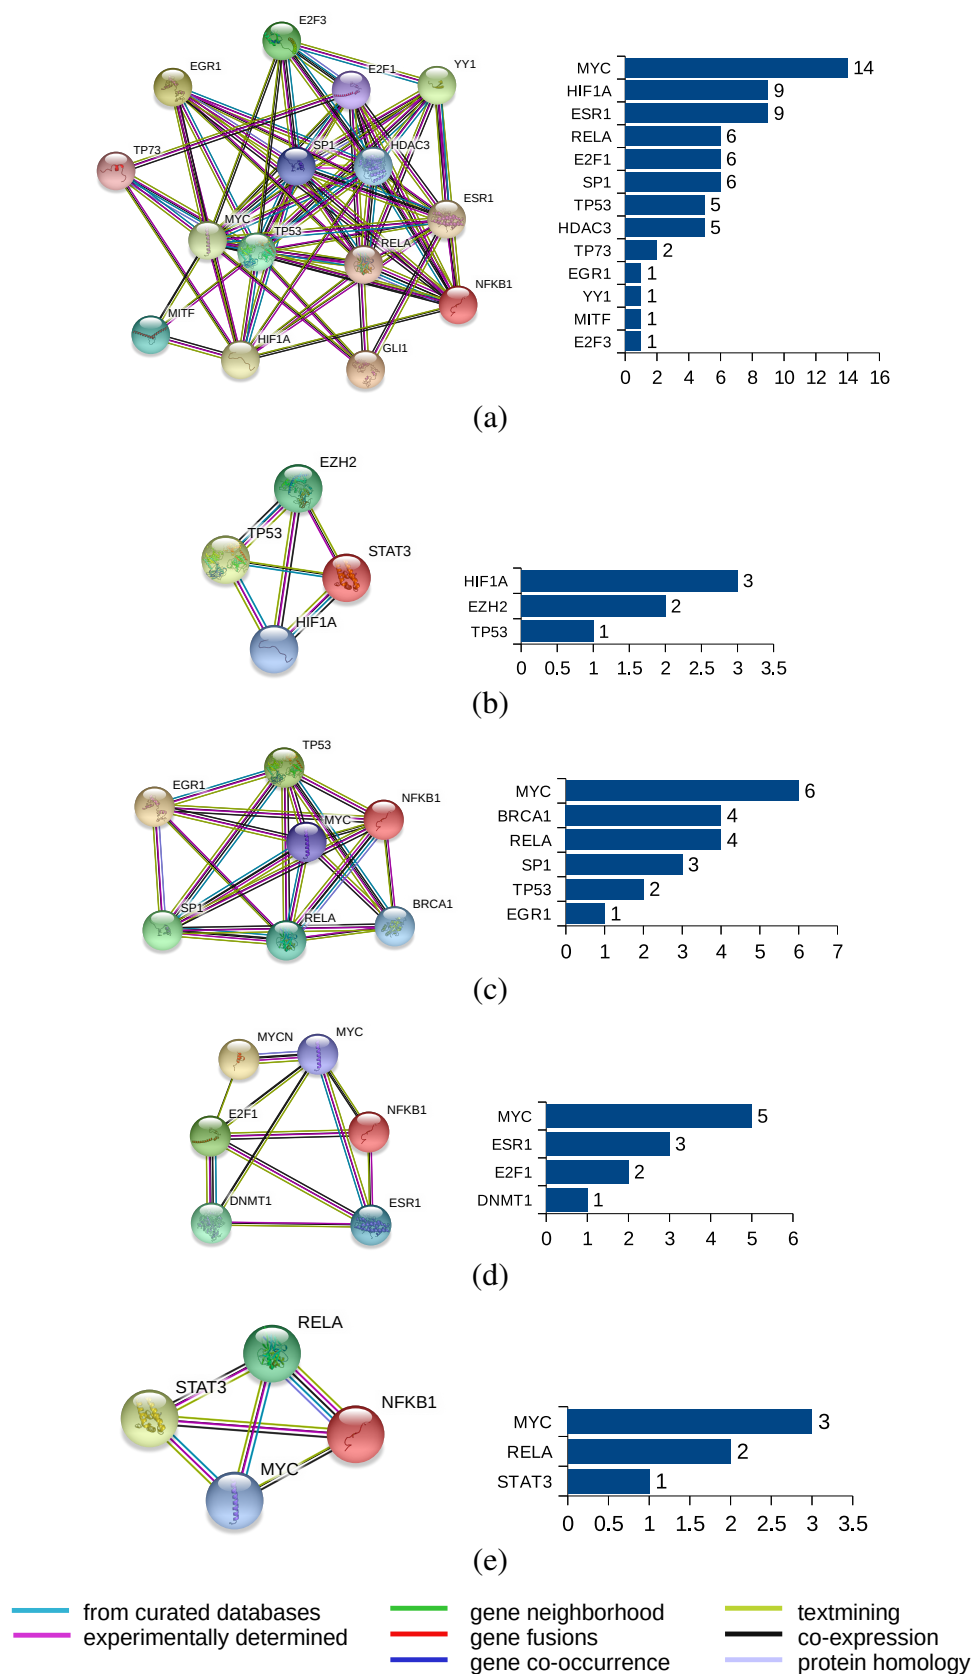 E2F3
EGR1
E2F1
YY1
TP73
SP1
HDAC3
ESR1
MYC
TP53
RELA
NFKB1
MITF
HIF1A
GLI1
MYC 14
HIF1A 9
ESR1 9
RELA 6
E2F1 6
SP1 6
TP53 5
HDAC3 5
TP73 2
EGR1 1
YY1 1
MITF 1
E2F3 1
0 2 4 6 8 10 12 14 16
(a)
EZH2
TP53
STAT3
HIF1A
HIF1A 3
EZH2 2
TP53 1
0 0.5 1 1.5 2 2.5 3 3.5
(b)
TP53
EGR1
NFKB1
MYC
SP1
RELA
BRCA1
MYC 6
BRCA1 4
RELA 4
SP1 3
TP53 2
EGR1 1
0 1 2 3 4 5 6 7
(c)
MYCN
MYC
E2F1
NFKB1
DNMT1
ESR1
MYC 5
ESR1 3
E2F1 2
DNMT1 1
0 1 2 3 4 5 6
(d)
RELA
STAT3
NFKB1
MYC
MYC 3
RELA 2
STAT3 1
0 0.5 1 1.5 2 2.5 3 3.5
(e)
from curated databases
experimentally determined
gene neighborhood
gene fusions
gene co-occurrence
textmining
co-expression
protein homology